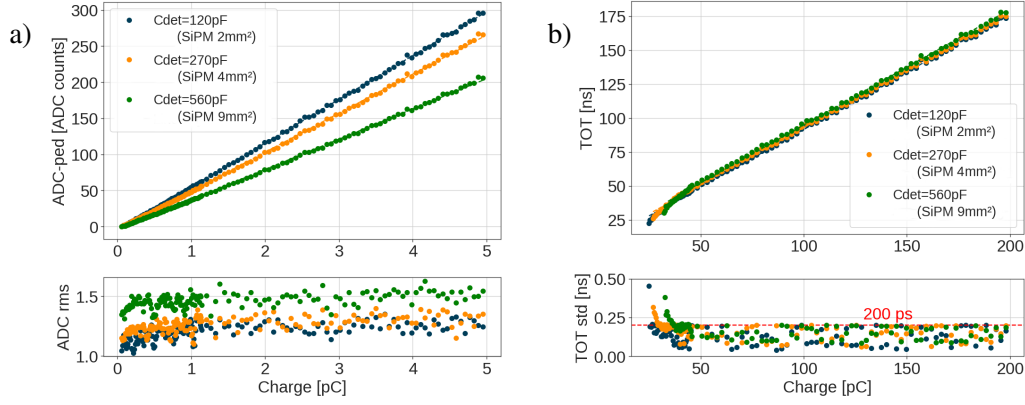 a)
ADC-ped [ADC counts]
300
250
200
150
100
50
0
Cdet=120pF
(SiPM 2mm²)
Cdet=270pF
(SiPM 4mm²)
Cdet=560pF
(SiPM 9mm²)
0 1 2 3 4 5
ADC rms
1.5
1.0
0 1 2 3 4 5
Charge [pC]
b)
TOT [ns]
175
150
125
100
75
50
25
Cdet=120pF
(SiPM 2mm²)
Cdet=270pF
(SiPM 4mm²)
Cdet=560pF
(SiPM 9mm²)
50 100 150 200
TOT std [ns]
0.50
0.25
0.00
200 ps
50 100 150 200
Charge [pC]